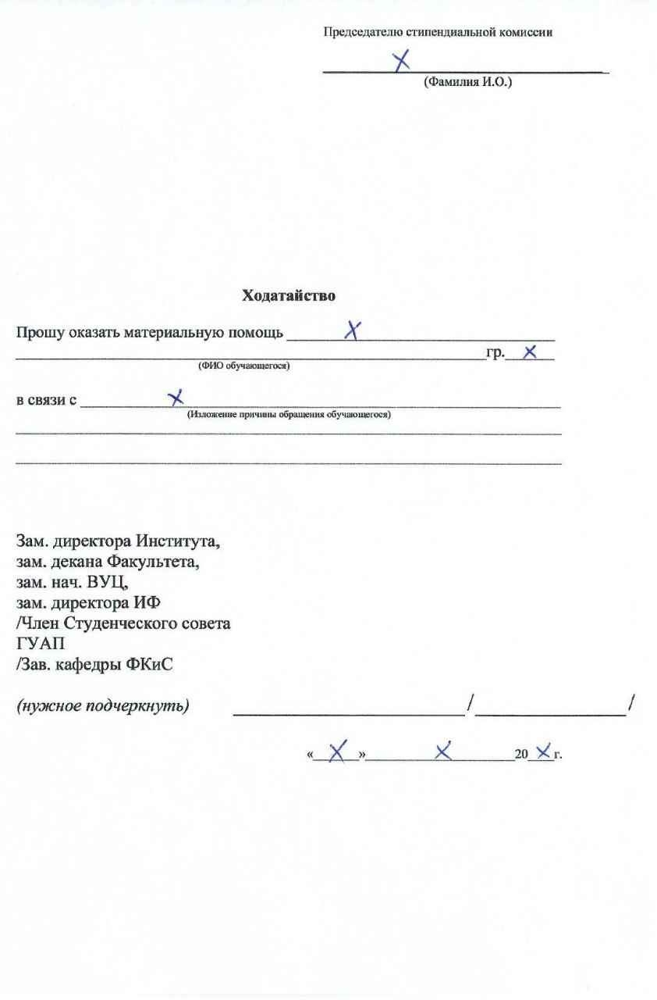 Председателю стипендиальной комиссии
X
(Фамилия И.О.)
Ходатайство
Прошу оказать материальную помощь X
гр. X
(ФИО обучающегося)
в связи с X
(Изложение причины обращения обучающегося)
Зам. директора Института,
зам. декана Факультета,
зам. нач. ВУЦ,
зам. директора ИФ
/Член Студенческого совета
ГУАП
/Зав. кафедры ФКиС
(нужное подчеркнуть) / /
«X» X 20 X г.